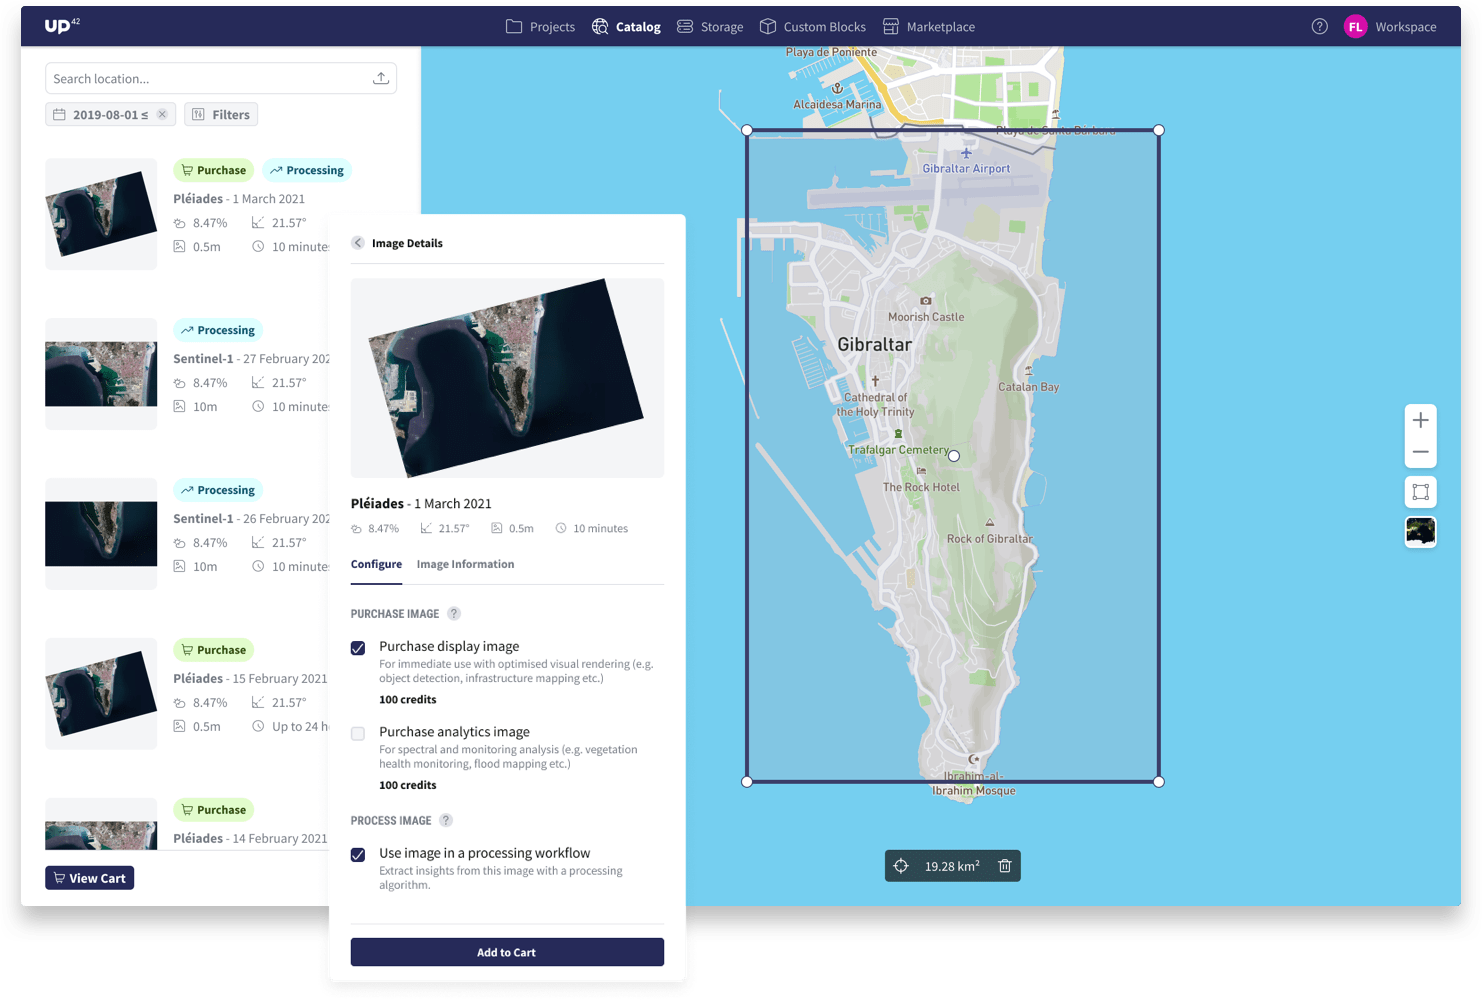 UP42
Projects
Catalog
Storage
Custom Blocks
Marketplace
FL
Workspace
Search location...
2019-08-01 ≤
Filters
Purchase
Processing
Pléiades - 1 March 2021
8.47%
21.57°
0.5m
10 minute
Processing
Sentinel-1 - 27 February 202
8.47%
21.57°
10m
10 minute
Processing
Sentinel-1 - 26 February 202
8.47%
21.57°
10m
10 minute
Purchase
Pléiades - 15 February 2021
8.47%
21.57°
0.5m
Up to 24 h
Purchase
Pléiades - 14 February 2021
View Cart
Image Details
Pléiades - 1 March 2021
8.47%
21.57°
0.5m
10 minutes
Configure
Image Information
PURCHASE IMAGE ?
Purchase display image
For immediate use with optimised visual rendering (e.g.
object detection, infrastructure mapping etc.)
100 credits
Purchase analytics image
For spectral and monitoring analysis (e.g. vegetation
health monitoring, flood mapping etc.)
100 credits
PROCESS IMAGE ?
Use image in a processing workflow
Extract insights from this image with a processing
algorithm.
Add to Cart
Playa de Poniente
Alcaidesa Marina
Playa de Santa Bárbara
Gibraltar Airport
Moorish Castle
Gibraltar
Catalan Bay
Cathedral of
the Holy Trinity
Trafalgar Cemetery
The Rock Hotel
Rock of Gibraltar
Ibrahim-al-
Ibrahim Mosque
19.28 km²